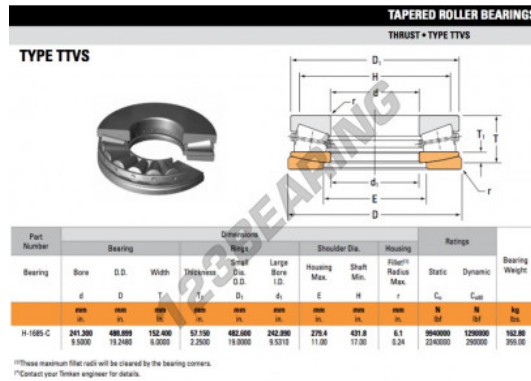 TAPERED ROLLER BEARINGS
THRUST • TYPE TTVS
TYPE TTVS
D₁
H
d
r
T₁
T
d₁
E
D
r
123BEARING
Part Number
Dimensions
Ratings
Bearing Weight
Bearing
Rings
Shoulder Dia.
Housing
Bearing
Bore
O.D.
Width
Thickness
Small Dia. O.D.
Large Bore I.D.
Housing Max.
Shaft Min.
Fillet⁽¹⁾ Radius Max.
Static
Dynamic
d D T T₁ D₁ d₁ E H r
mm mm mm mm mm mm mm mm mm N N kg
in. in. in. in. in. in. in. in. in. lbf lbf lbs.
H-1685-C 241.300 488.899 152.400 57.150 482.600 242.090 279.4 431.8 6.1 9940000 1290000 162.80
9.5000 19.2480 6.0000 2.2500 19.0000 9.5310 11.00 17.00 0.24 2240000 290000 359.00
These maximum fillet radii will be cleared by the bearing corners.
Contact your Timken engineer for details.